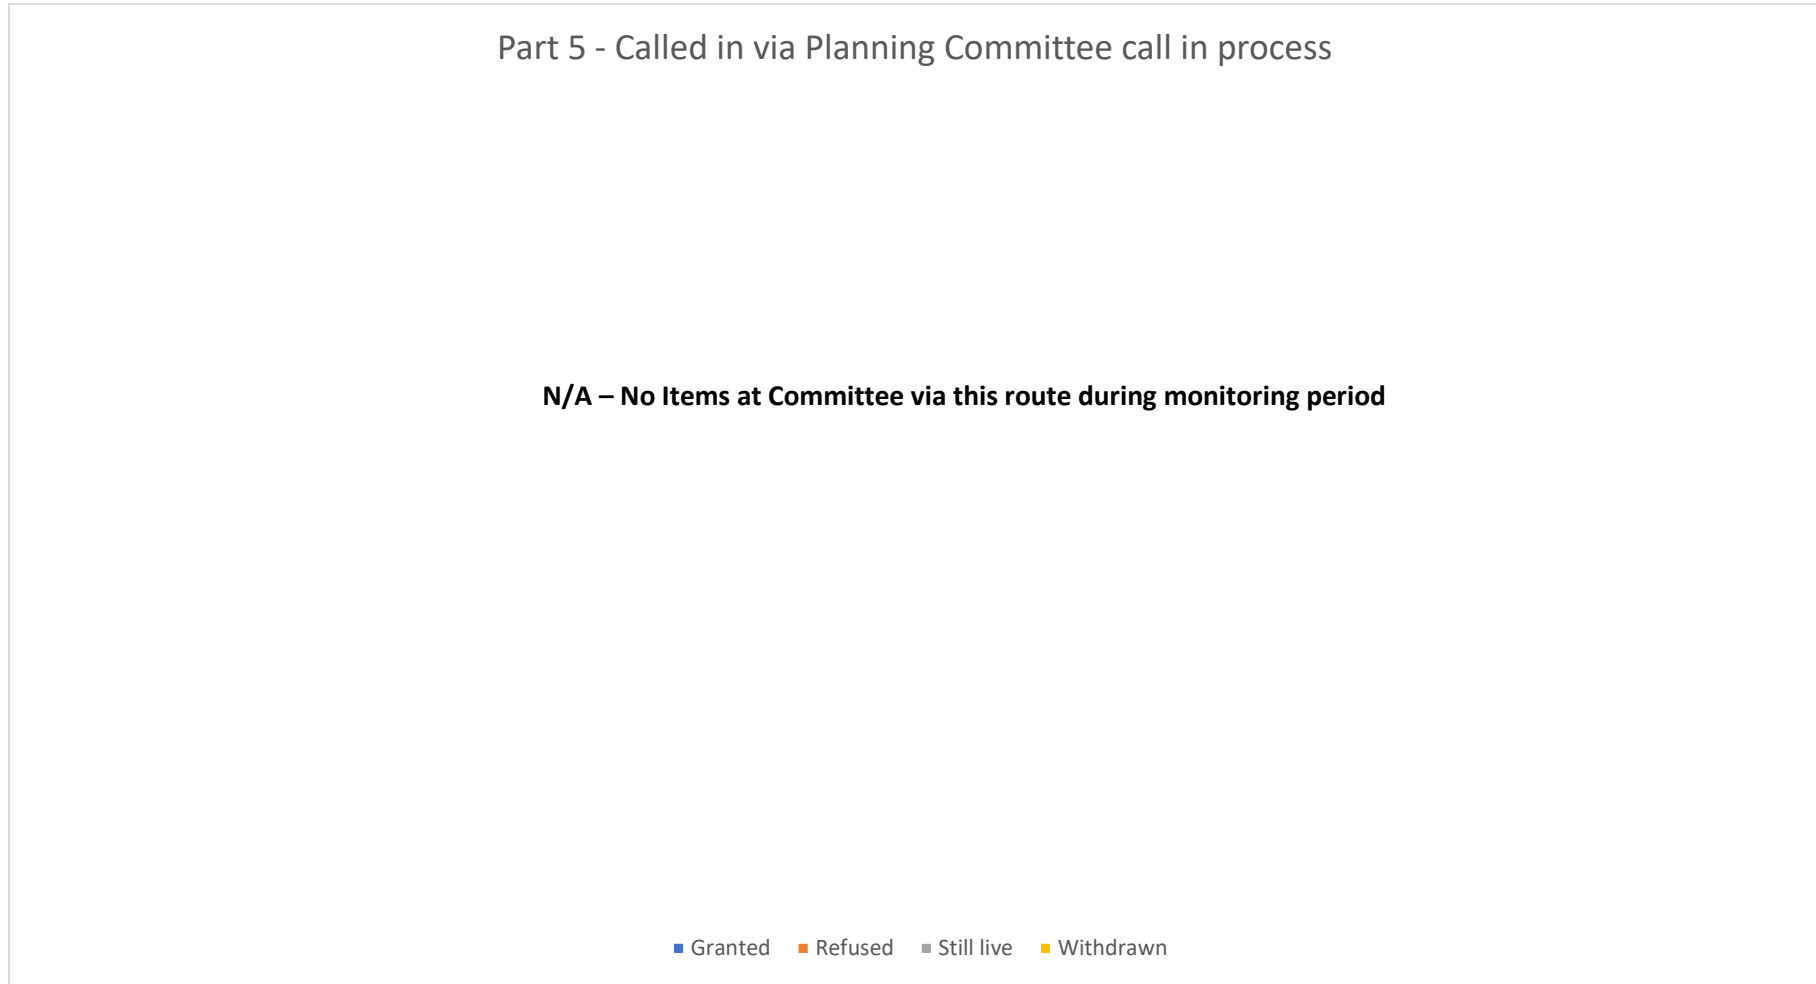 Part 5 - Called in via Planning Committee call in process
N/A – No Items at Committee via this route during monitoring period
Granted Refused Still live Withdrawn